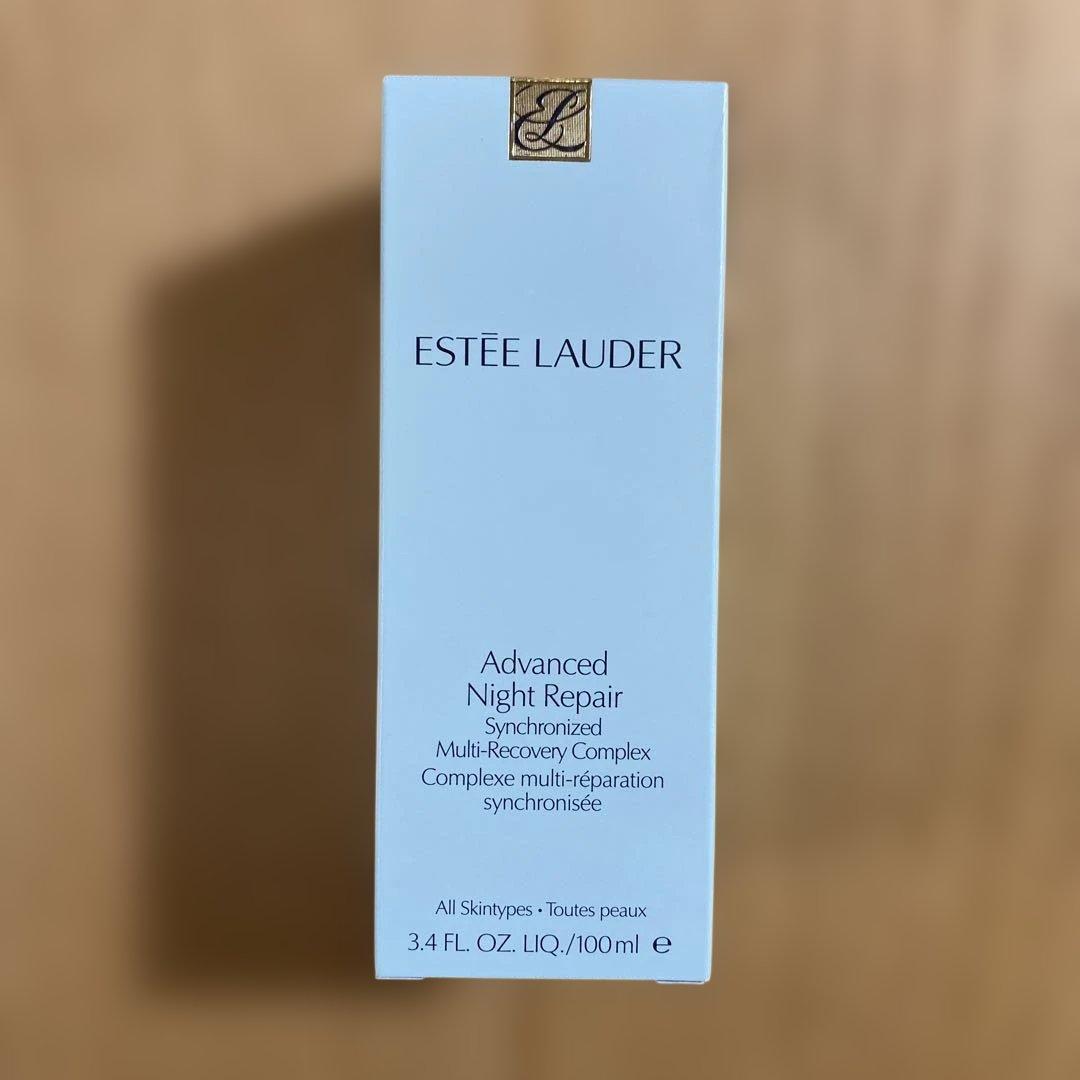 EL
ESTĒE LAUDER
Advanced
Night Repair
Synchronized
Multi-Recovery Complex
Complexe multi-réparation
synchronisée
All Skintypes • Toutes peaux
3.4 FL. OZ. LIQ./100 ml ℮